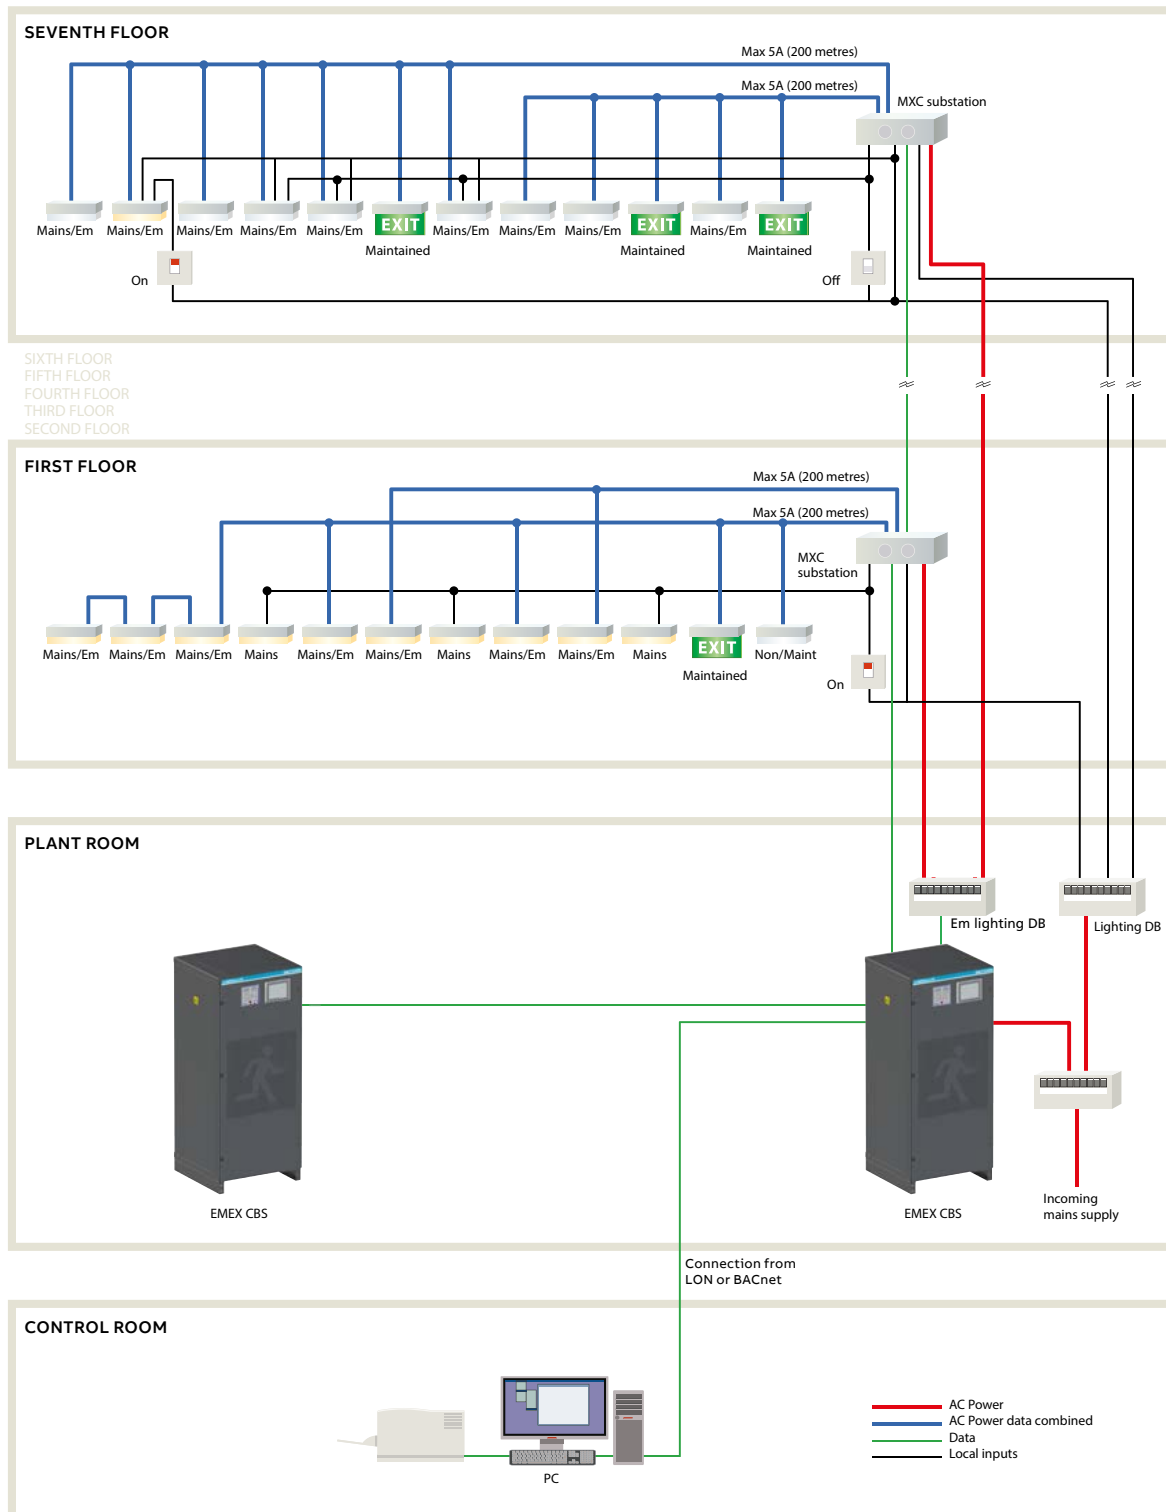 SEVENTH FLOOR
Max 5A (200 metres)
Max 5A (200 metres)
MXC substation
Mains/Em
Mains/Em
Mains/Em
Mains/Em
Mains/Em
EXIT
Maintained
Mains/Em
Mains/Em
Mains/Em
EXIT
Maintained
Mains/Em
EXIT
Maintained
On
Off
SIXTH FLOOR
FIFTH FLOOR
FOURTH FLOOR
THIRD FLOOR
SECOND FLOOR
FIRST FLOOR
Max 5A (200 metres)
Max 5A (200 metres)
MXC
substation
Mains/Em
Mains/Em
Mains/Em
Mains
Mains/Em
Mains/Em
Mains
Mains/Em
Mains/Em
Mains
EXIT
Maintained
Non/Maint
On
PLANT ROOM
Em lighting DB
Lighting DB
EMEX CBS
EMEX CBS
Incoming
mains supply
Connection from
LON or BACnet
CONTROL ROOM
PC
AC Power
AC Power data combined
Data
Local inputs